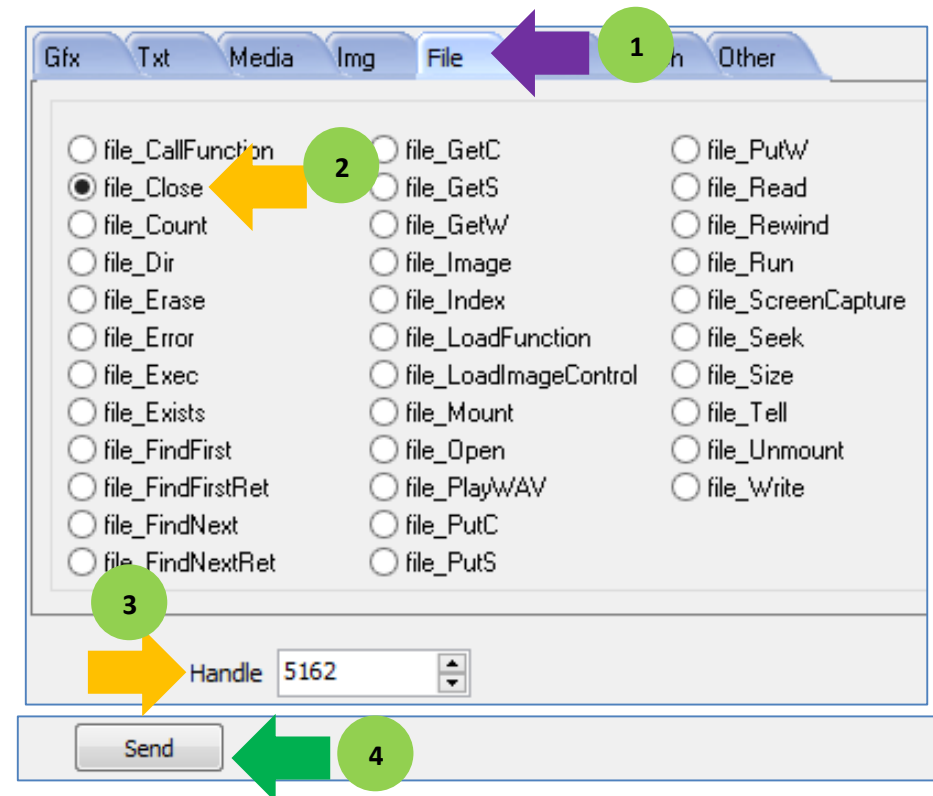 Gfx Txt Media Img File 1 h Other
file_CallFunction 2 file_GetC file_PutW
file_Close file_GetS file_Read
file_Count file_GetW file_Rewind
file_Dir file_Image file_Run
file_Erase file_Index file_ScreenCapture
file_Error file_LoadFunction file_Seek
file_Exec file_LoadImageControl file_Size
file_Exists file_Mount file_Tell
file_FindFirst file_Open file_Unmount
file_FindFirstRet file_PlayWAV file_Write
file_FindNext file_PutC
file_FindNextRet file_PutS
3
Handle 5162
Send 4